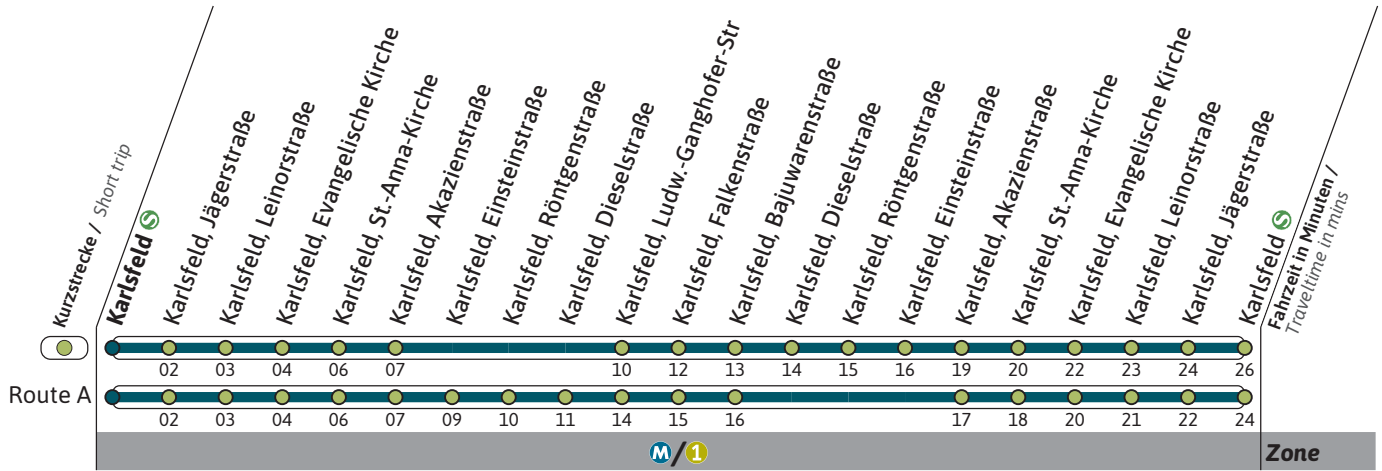 Kurzstrecke / Short trip
Karlsfeld S
Karlsfeld, Jägerstraße
Karlsfeld, Leinorstraße
Karlsfeld, Evangelische Kirche
Karlsfeld, St.-Anna-Kirche
Karlsfeld, Akazienstraße
Karlsfeld, Einsteinstraße
Karlsfeld, Röntgenstraße
Karlsfeld, Dieselstraße
Karlsfeld, Ludw.-Ganghofer-Str
Karlsfeld, Falkenstraße
Karlsfeld, Bajuwarenstraße
Karlsfeld, Dieselstraße
Karlsfeld, Röntgenstraße
Karlsfeld, Einsteinstraße
Karlsfeld, Akazienstraße
Karlsfeld, St.-Anna-Kirche
Karlsfeld, Evangelische Kirche
Karlsfeld, Leinorstraße
Karlsfeld, Jägerstraße
Karlsfeld S
Fahrzeit in Minuten /
Traveltime in mins
02 03 04 06 07 10 12 13 14 15 16 19 20 22 23 24 26
Route A
02 03 04 06 07 09 10 11 14 15 16 17 18 20 21 22 24
M/1 Zone